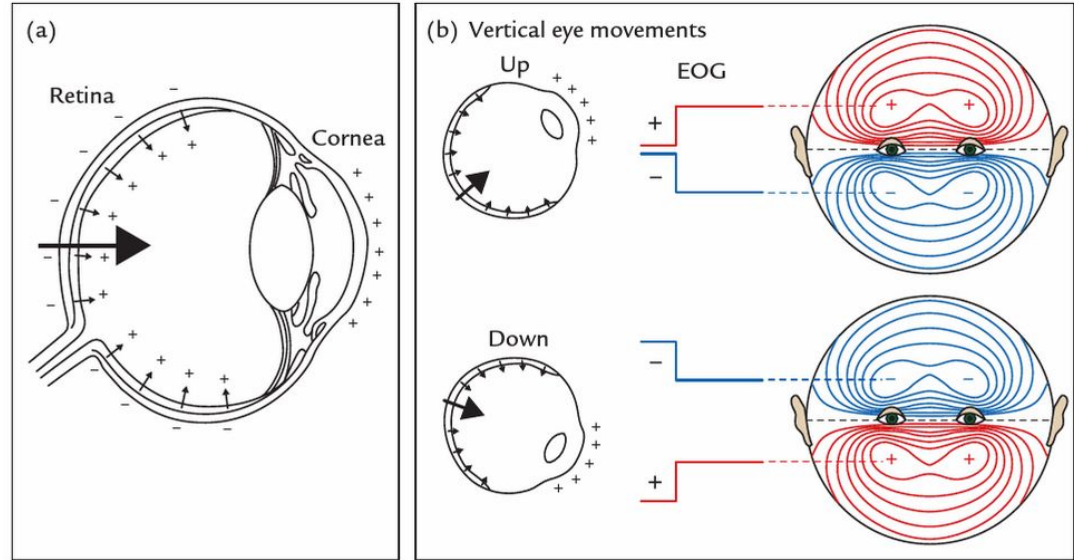 (a)
Retina
Cornea
(b) Vertical eye movements
Up
EOG
+
−
Down
−
+